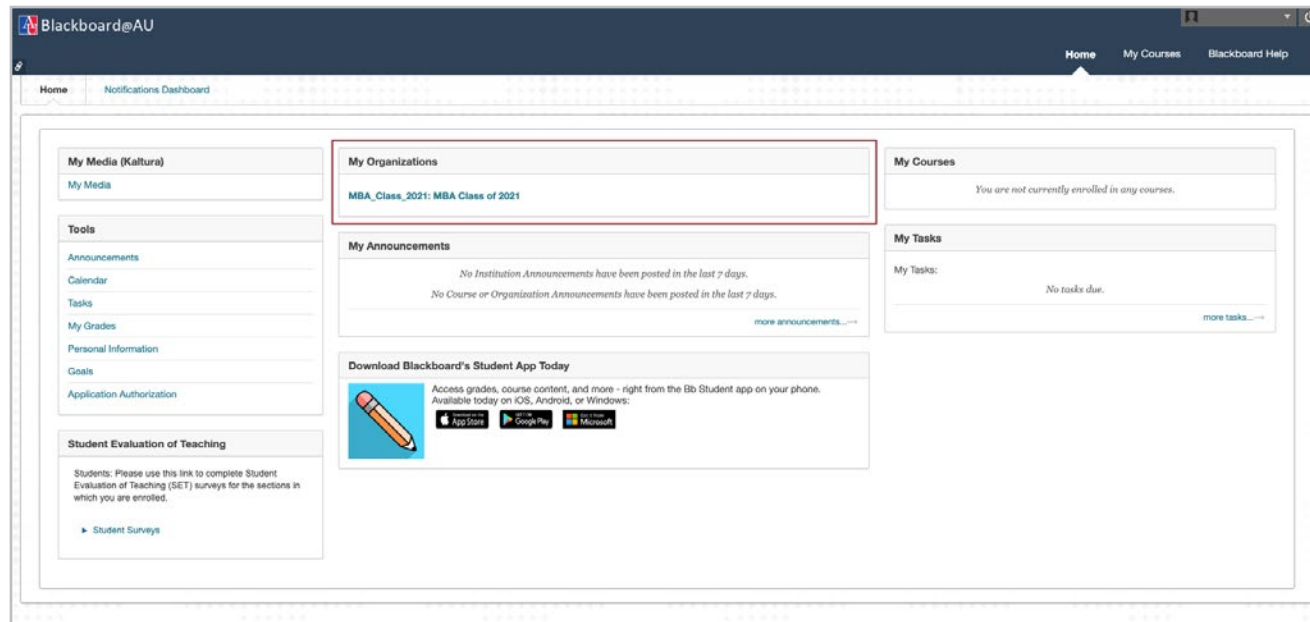 Blackboard@AU
Home My Courses Blackboard Help
Home Notifications Dashboard
My Media (Kaltura)
My Media
Tools
Announcements
Calendar
Tasks
My Grades
Personal Information
Goals
Application Authorization
Student Evaluation of Teaching
Students: Please use this link to complete Student
Evaluation of Teaching (SET) surveys for the sections in
which you are enrolled.
Student Surveys
My Organizations
MBA_Class_2021: MBA Class of 2021
My Announcements
No Institution Announcements have been posted in the last 7 days.
No Course or Organization Announcements have been posted in the last 7 days.
more announcements...
Download Blackboard's Student App Today
Access grades, course content, and more - right from the Bb Student app on your phone.
Available today on iOS, Android, or Windows:
App Store Google Play Microsoft
My Courses
You are not currently enrolled in any courses.
My Tasks
My Tasks:
No tasks due.
more tasks...